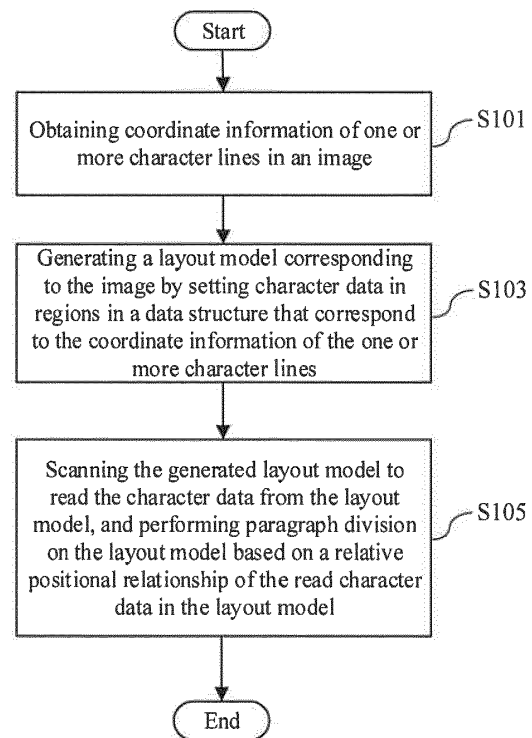 Start
Obtaining coordinate information of one or
more character lines in an image
S101
Generating a layout model corresponding
to the image by setting character data in
regions in a data structure that correspond
to the coordinate information of the one or
more character lines
S103
Scanning the generated layout model to
read the character data from the layout
model, and performing paragraph division
on the layout model based on a relative
positional relationship of the read character
data in the layout model
S105
End